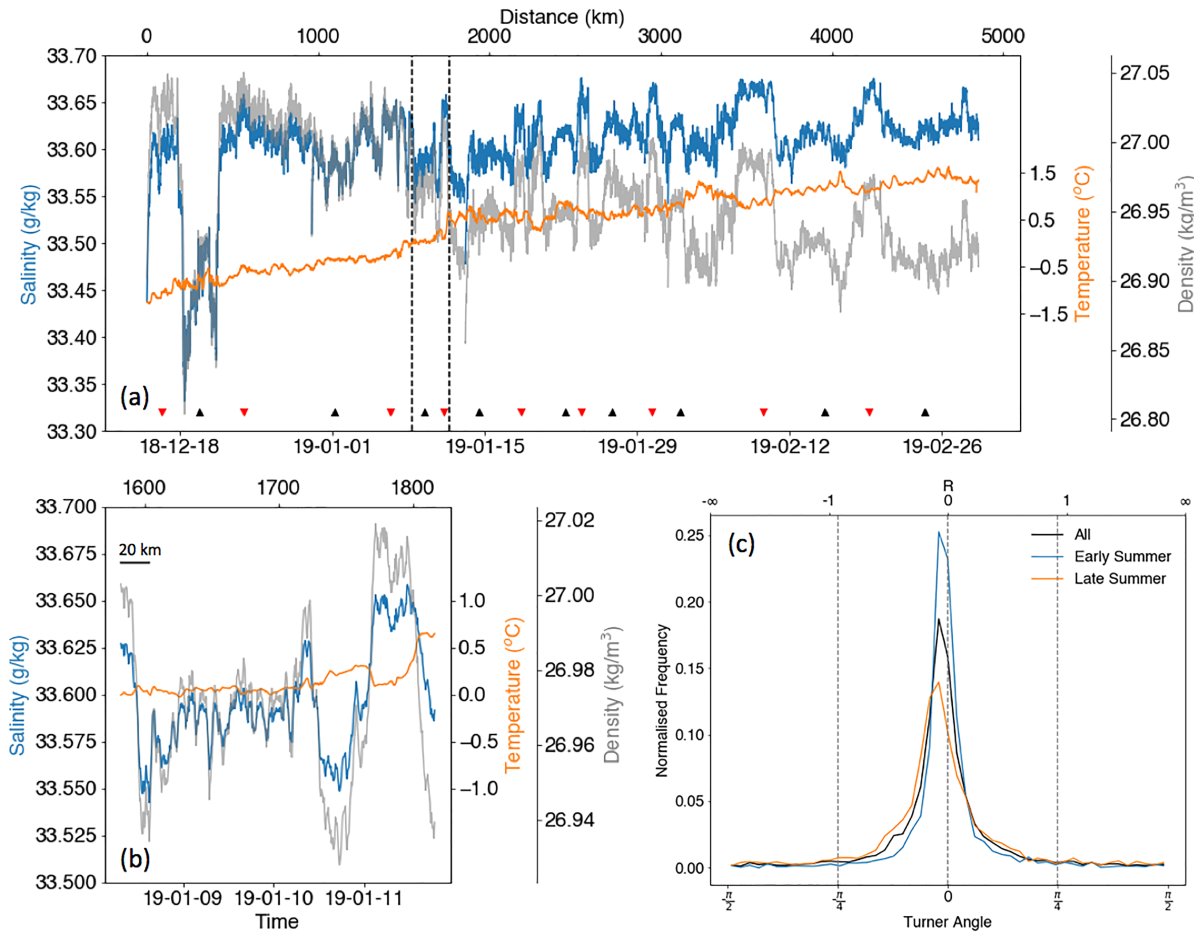 Distance (km)
0 1000 2000 3000 4000 5000
33.70
33.65
33.60
33.55
33.50
33.45
33.40
33.35
33.30
Salinity (g/kg)
1.5
0.5
−0.5
−1.5
Temperature (°C)
27.05
27.00
26.95
26.90
26.85
26.80
Density (kg/m³)
(a)
18-12-18 19-01-01 19-01-15 19-01-29 19-02-12 19-02-26
1600 1700 1800
33.700
33.675
33.650
33.625
33.600
33.575
33.550
33.525
33.500
Salinity (g/kg)
20 km
1.0
0.5
0.0
−0.5
−1.0
Temperature (°C)
27.02
27.00
26.98
26.96
26.94
Density (kg/m³)
(b)
19-01-09 19-01-10 19-01-11
Time
R
-∞ -1 0 1 ∞
(c)
All
Early Summer
Late Summer
0.25
0.20
0.15
0.10
0.05
0.00
Normalised Frequency
-π/2 -π/4 0 π/4 π/2
Turner Angle